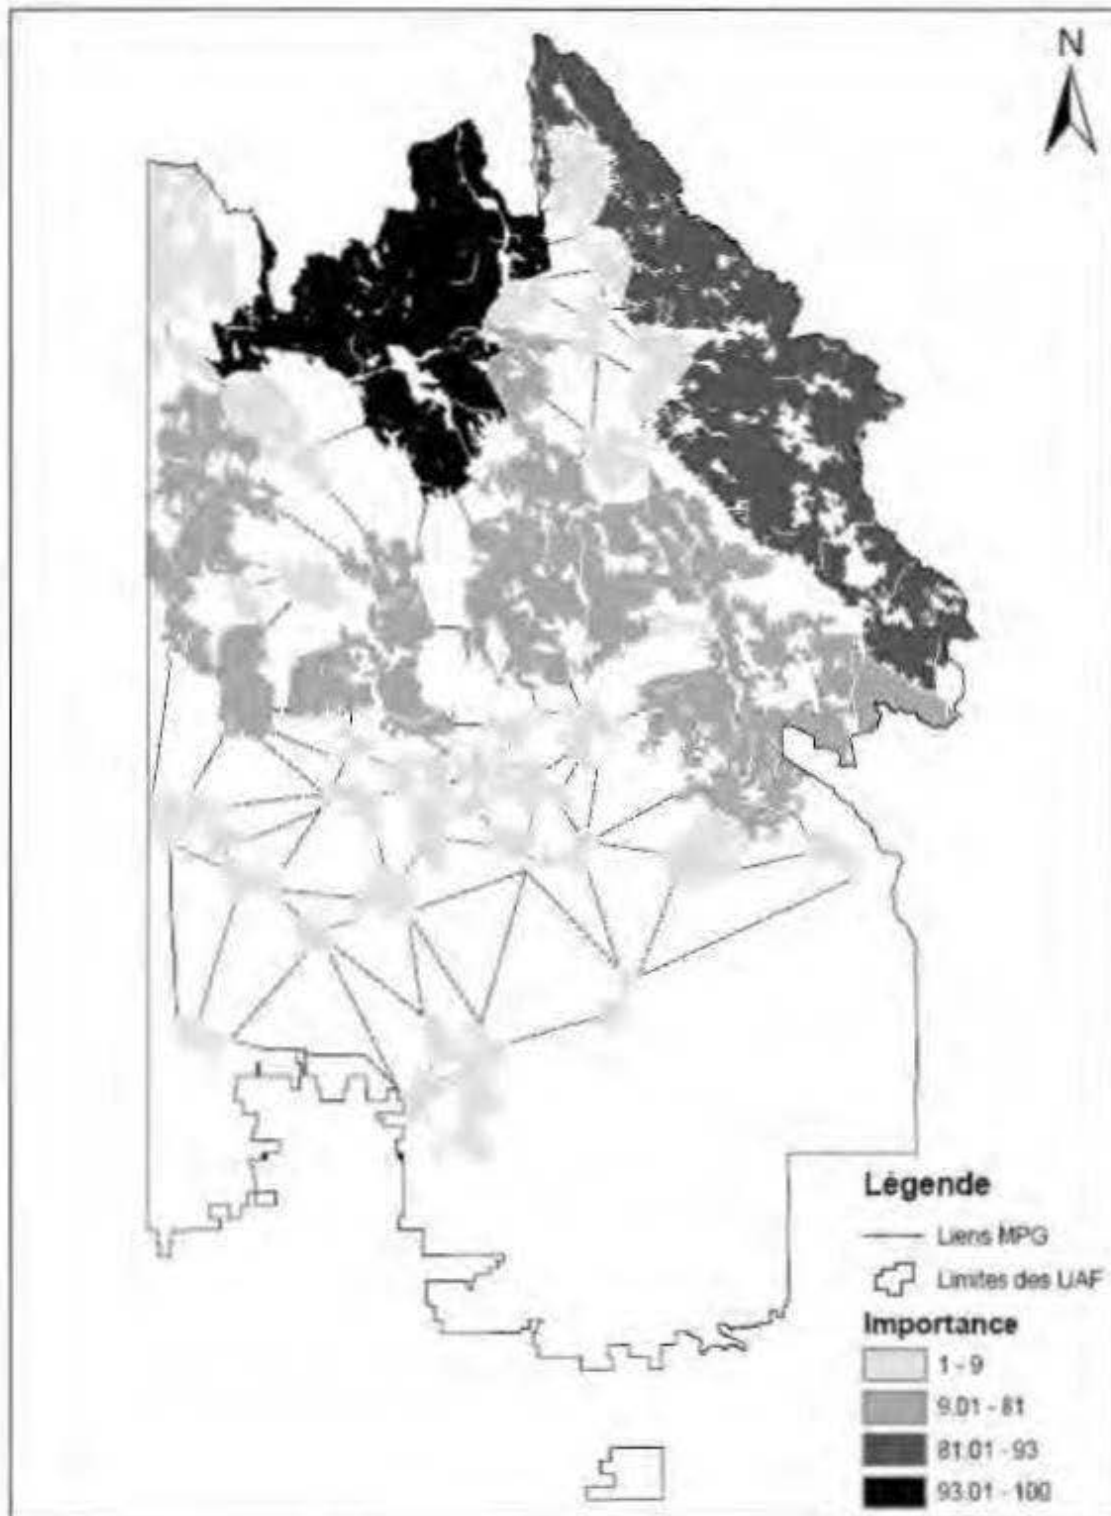 N
Légende
Liens MPG
Limites des UAF
Importance
1 - 9
9.01 - 81
81.01 - 93
93.01 - 100